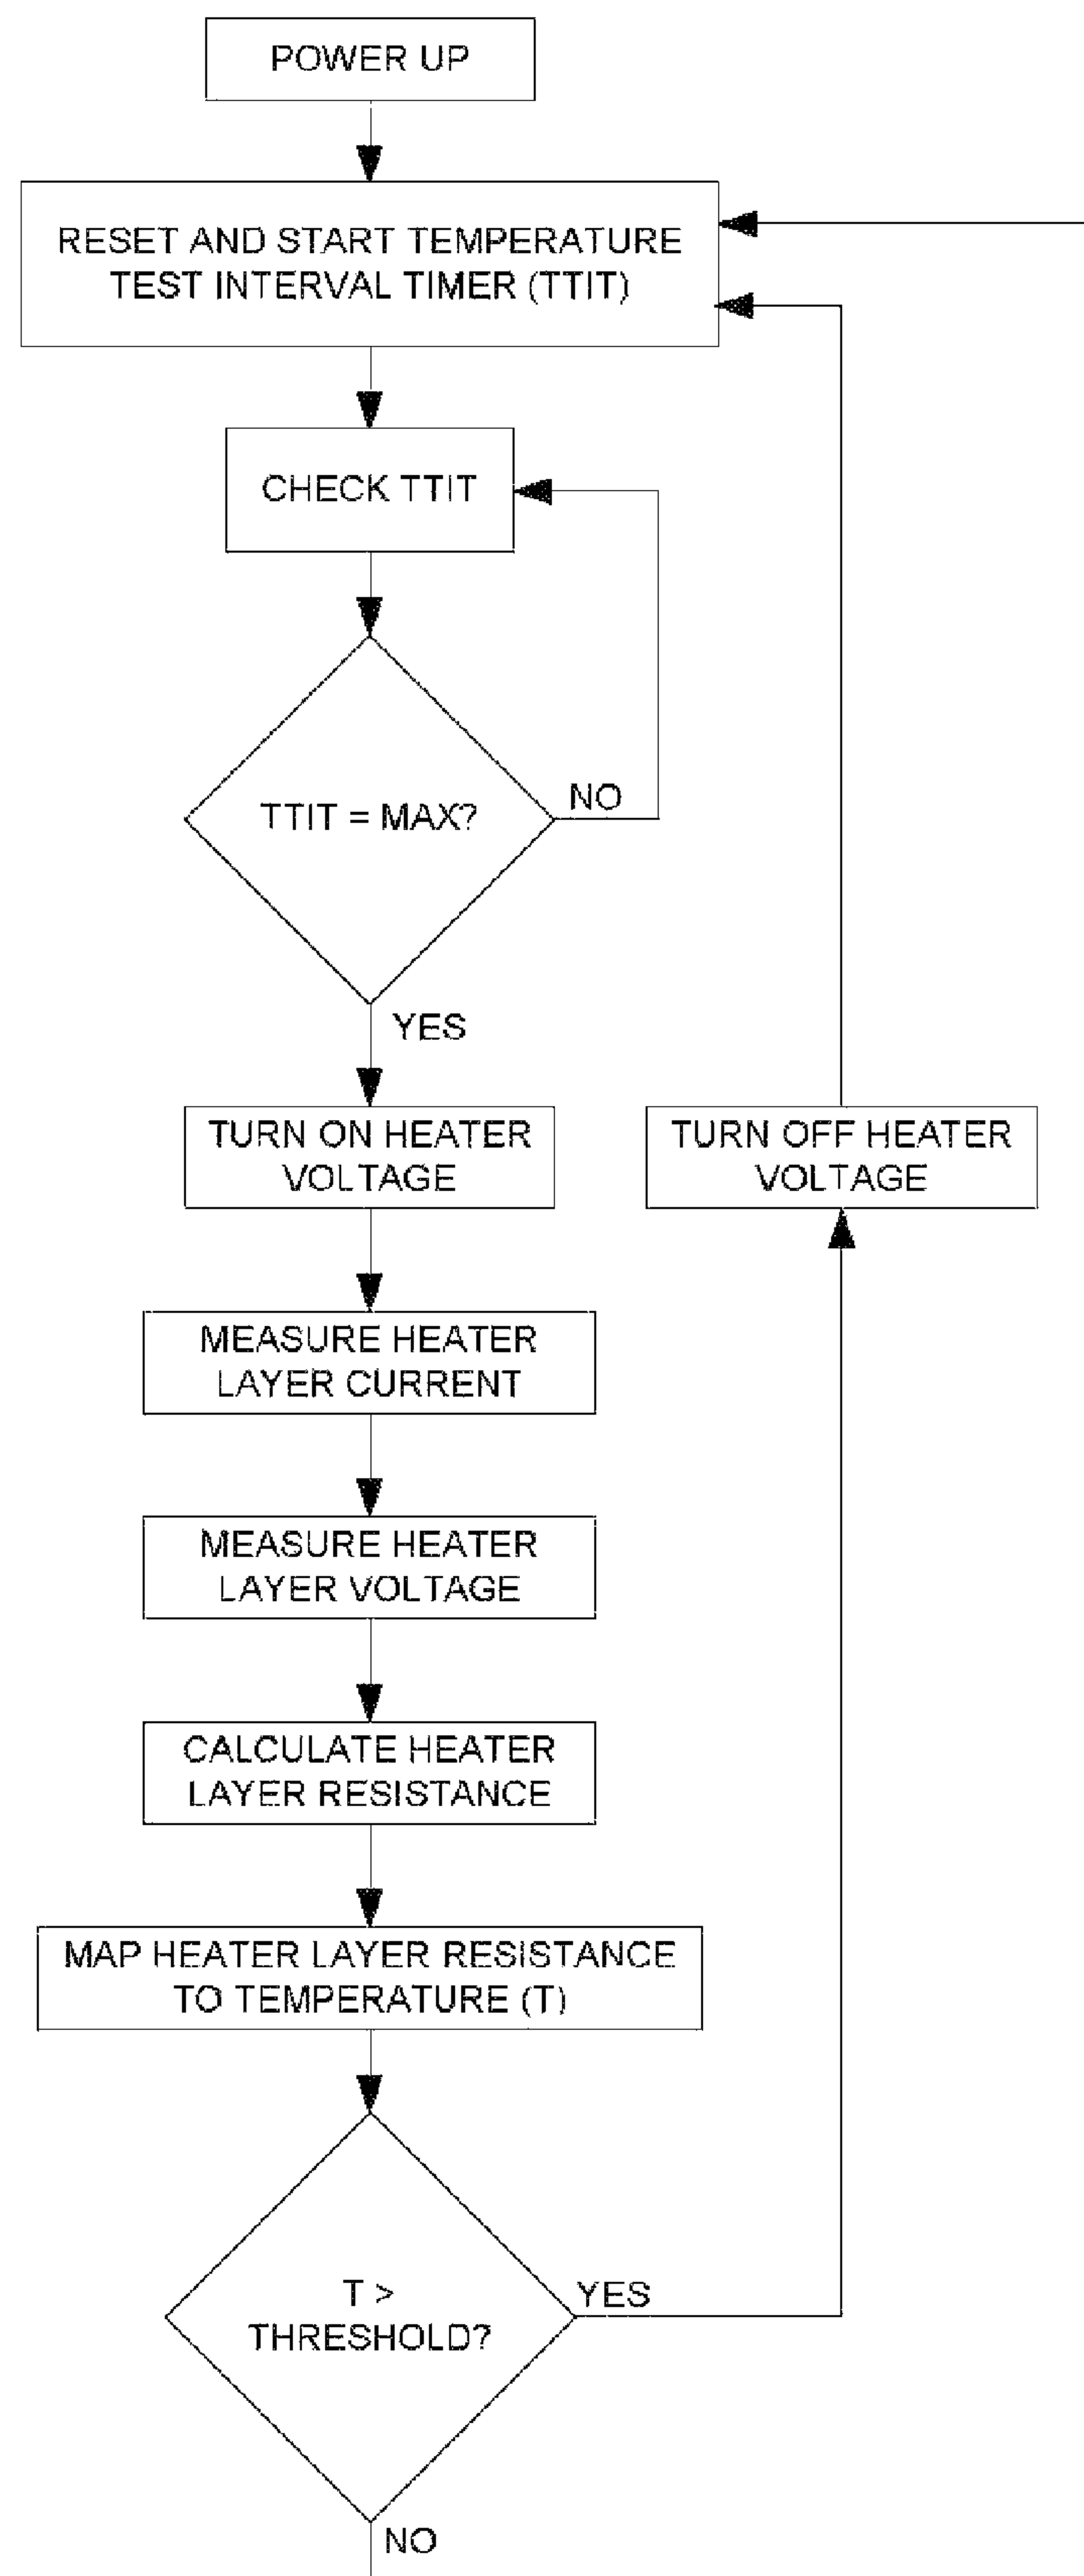 POWER UP
RESET AND START TEMPERATURE
TEST INTERVAL TIMER (TTIT)
CHECK TTIT
TTIT = MAX?
NO
YES
TURN ON HEATER
VOLTAGE
TURN OFF HEATER
VOLTAGE
MEASURE HEATER
LAYER CURRENT
MEASURE HEATER
LAYER VOLTAGE
CALCULATE HEATER
LAYER RESISTANCE
MAP HEATER LAYER RESISTANCE
TO TEMPERATURE (T)
T >
THRESHOLD?
YES
NO